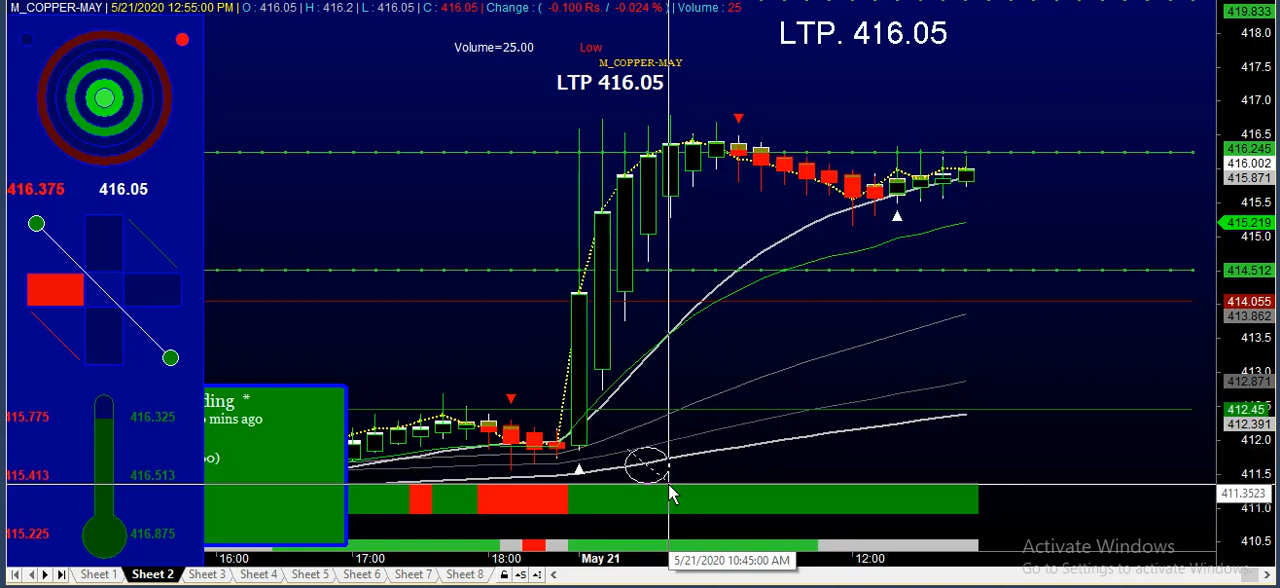 M_COPPER-MAY | 5/21/2020 12:55:00 PM | O : 416.05 | H : 416.2 | L : 416.05 | C : 416.05 | Change : ( -0.100 Rs. / -0.024 % ) | Volume : 25
419.833
LTP. 416.05
418.0
Volume=25.00 Low
M_COPPER-MAY
LTP 416.05
417.5
417.0
416.5
416.245
416.002
415.871
416.375 416.05
415.5
415.219
415.0
414.512
414.055
413.862
413.5
413.0
412.871
ding *
mins ago
oo)
412.45
412.391
412.0
415.775 416.325
411.5
415.413 416.513
411.3523
411.0
415.225 416.875
410.5
16:00 17:00 18:00 May 21 5/21/2020 10:45:00 AM 12:00
Activate Windows
Go to Settings to activate Windows.
Sheet 1 Sheet 2 Sheet 3 Sheet 4 Sheet 5 Sheet 6 Sheet 7 Sheet 8